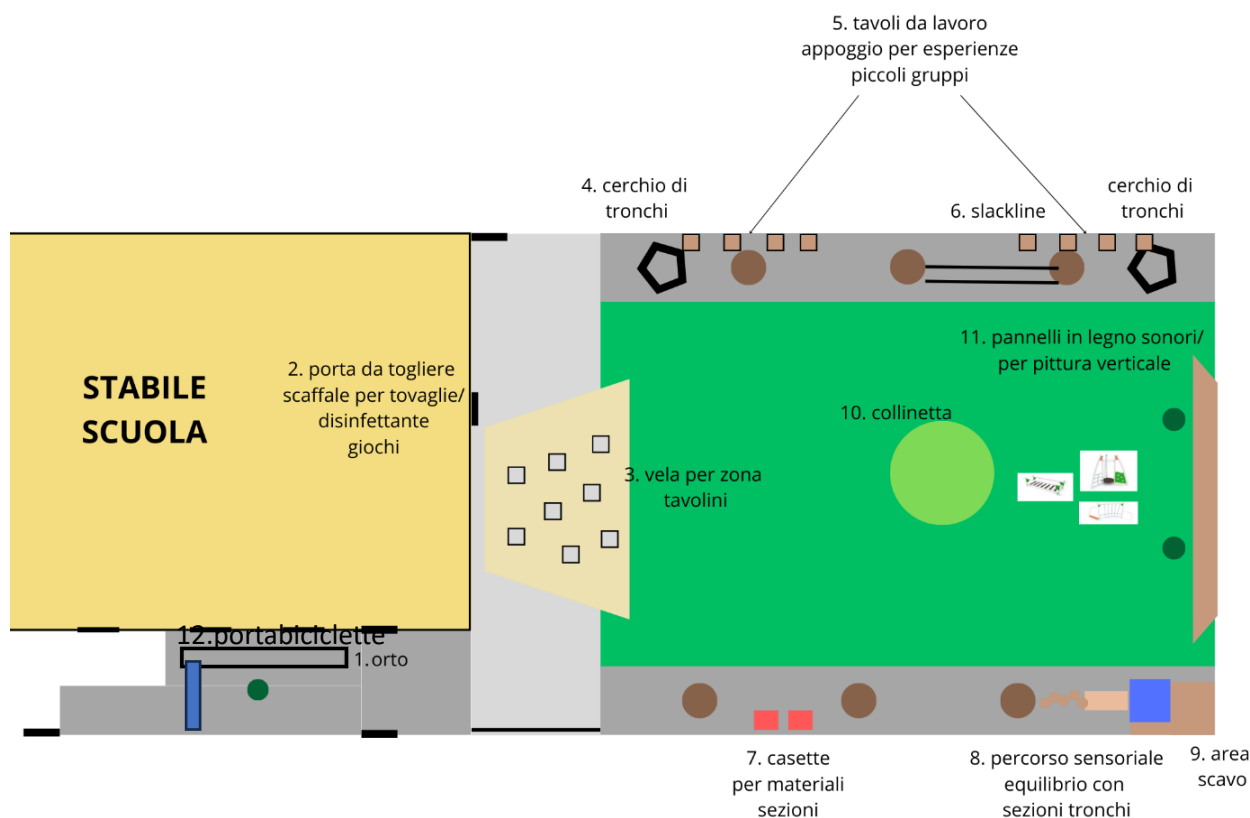 5. tavoli da lavoro
appoggio per esperienze
piccoli gruppi
4. cerchio di
tronchi
6. slackline
cerchio di
tronchi
STABILE
SCUOLA
2. porta da togliere
scaffale per tovaglie/
disinfettante
giochi
11. pannelli in legno sonori/
per pittura verticale
10. collinetta
3. vela per zona
tavolini
12.portabiciclette
1. orto
7. casette
per materiali
sezioni
8. percorso sensoriale
equilibrio con
sezioni tronchi
9. area
scavo